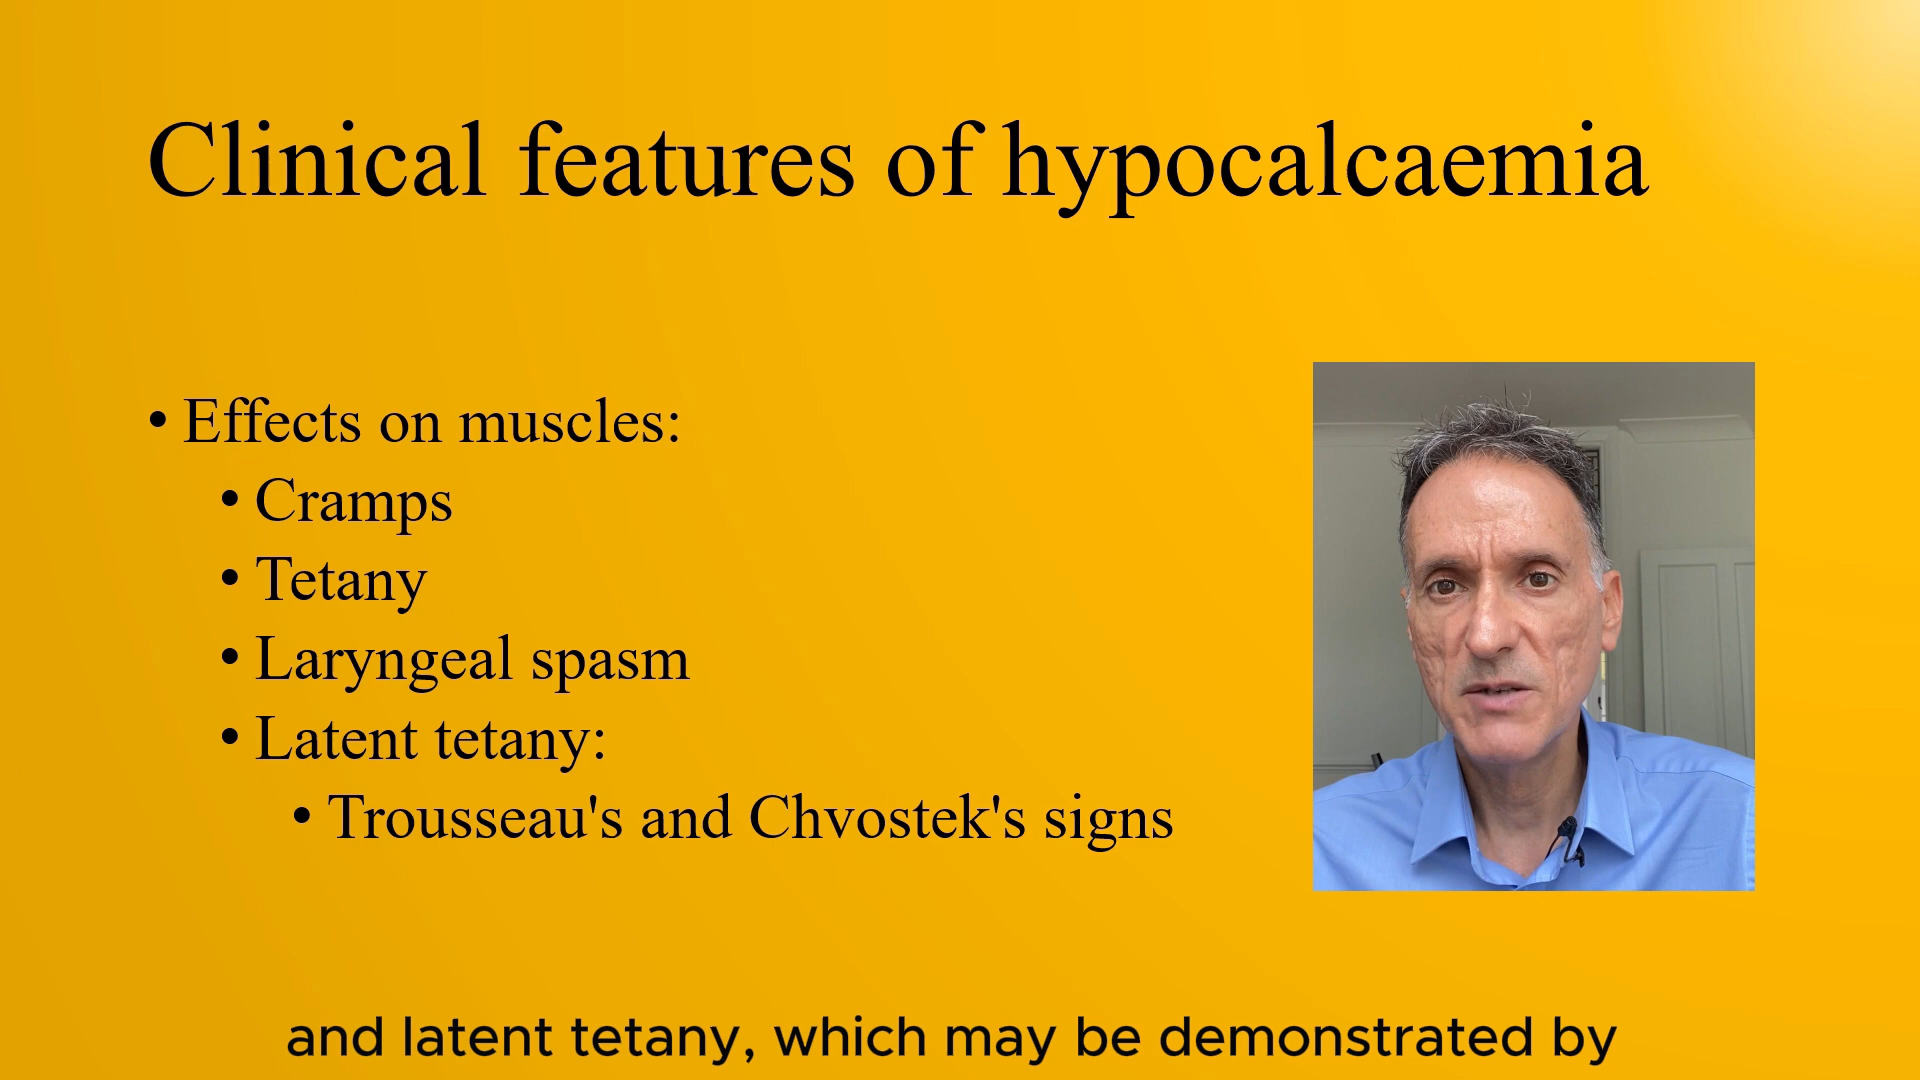 Clinical features of hypocalcaemia
• Effects on muscles:
• Cramps
• Tetany
• Laryngeal spasm
• Latent tetany:
• Trousseau's and Chvostek's signs
and latent tetany, which may be demonstrated by